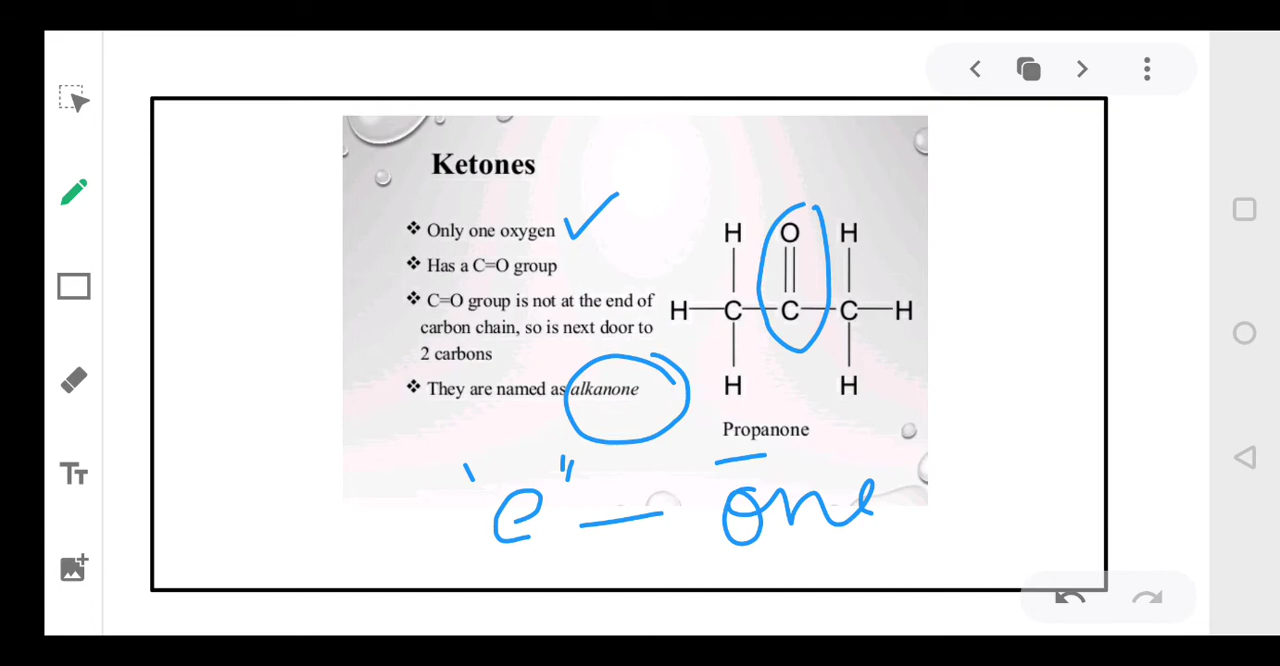 Ketones
❖ Only one oxygen
❖ Has a C=O group
❖ C=O group is not at the end of
carbon chain, so is next door to
2 carbons
❖ They are named as alkanone
H O H
H—C—C—C—H
H H
Propanone
"e" — one
TT